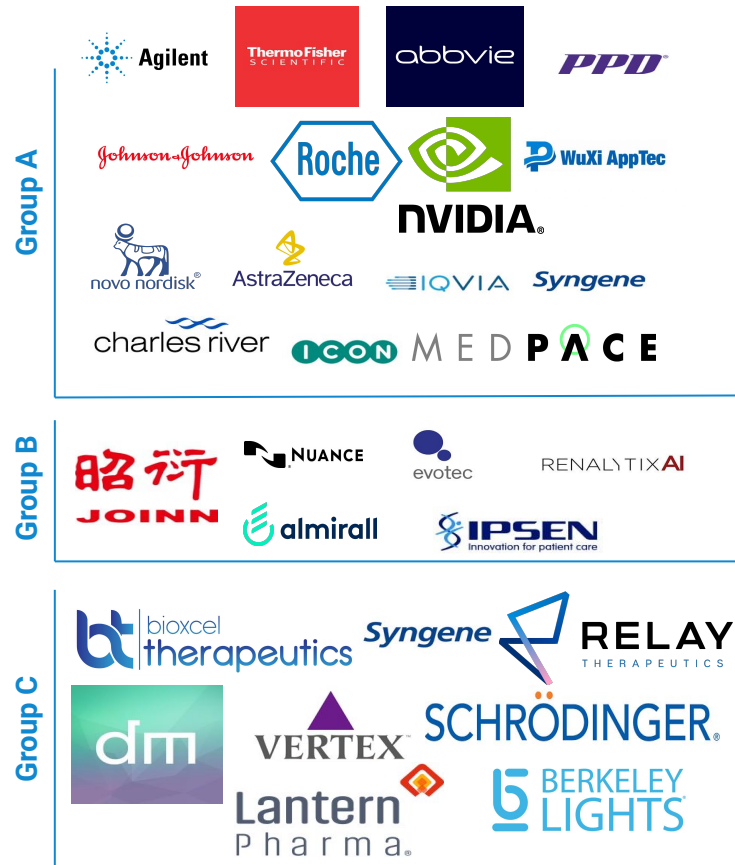 Group A
Agilent
ThermoFisher
SCIENTIFIC
abbvie
PPD®
Johnson&Johnson
Roche
nVIDIA®
WuXi AppTec
novo nordisk®
AstraZeneca
IQVIA
Syngene
charles river
ICON
MEDPACE
Group B
昭衍
JOINN
NUANCE
evotec
RENALYTIXAI
almirall
IPSEN
Innovation for patient care
Group C
bt bioxcel
therapeutics
Syngene
RELAY
THERAPEUTICS
dm
VERTEX™
SCHRÖDINGER®
Lantern
Pharma®
BERKELEY
LIGHTS